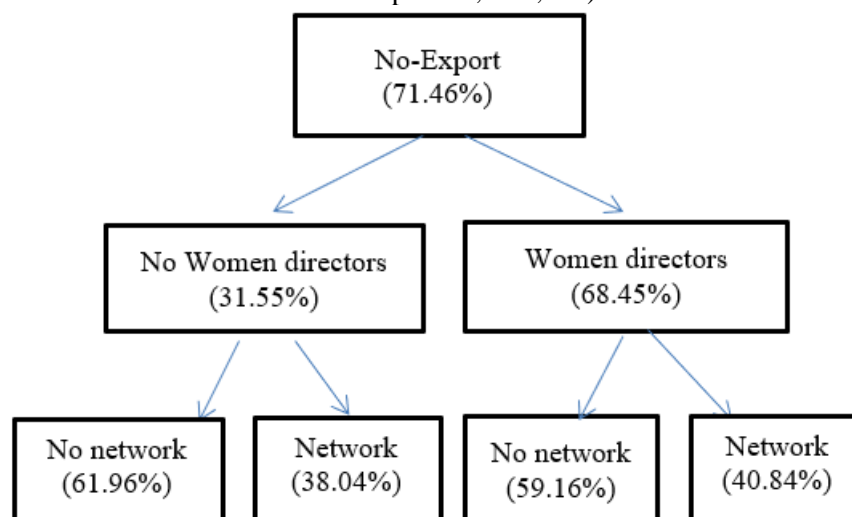 No-Export
(71.46%)
No Women directors
(31.55%)
Women directors
(68.45%)
No network
(61.96%)
Network
(38.04%)
No network
(59.16%)
Network
(40.84%)